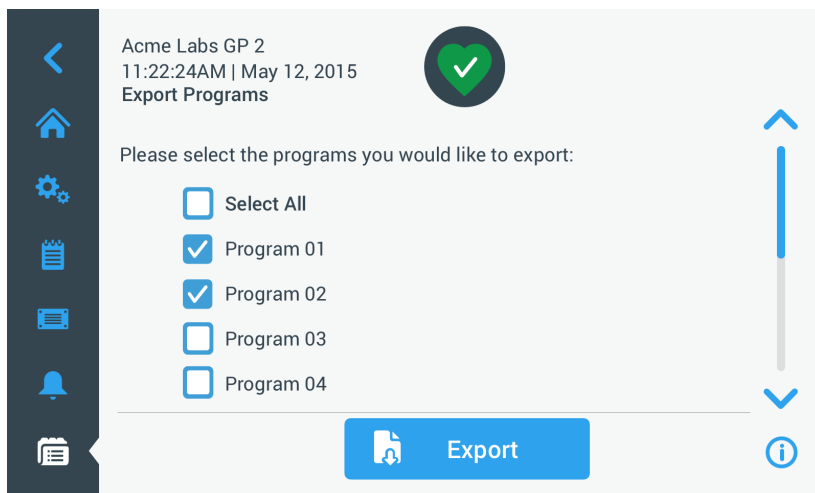 Acme Labs GP 2
11:22:24AM | May 12, 2015
Export Programs
Please select the programs you would like to export:
Select All
Program 01
Program 02
Program 03
Program 04
Export